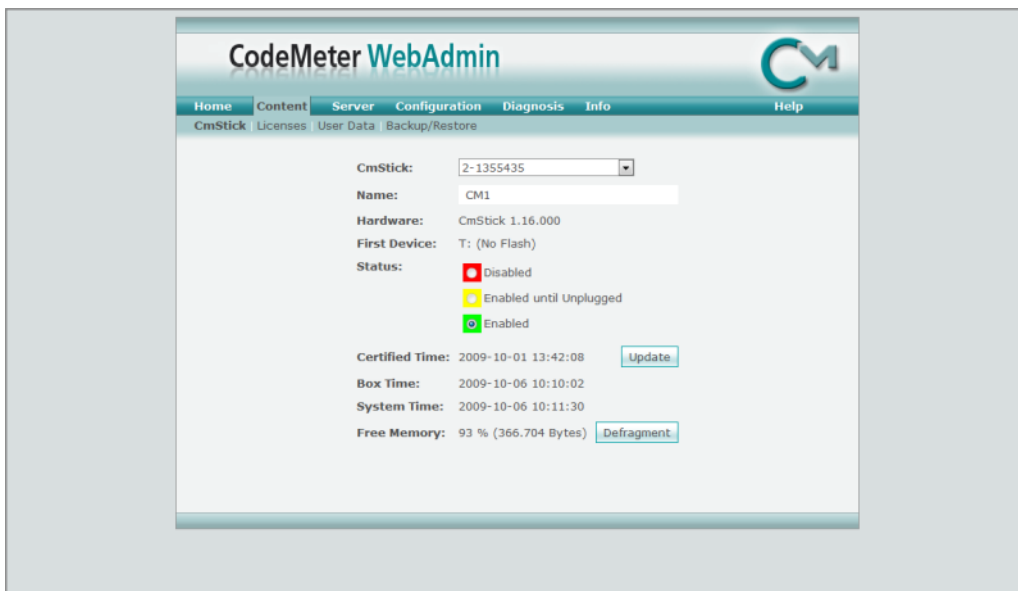 CodeMeter WebAdmin
CM
Home Content Server Configuration Diagnosis Info Help
CmStick | Licenses | User Data | Backup/Restore
CmStick: 2-1355435
Name: CM1
Hardware: CmStick 1.16.000
First Device: T: (No Flash)
Status: Disabled
Enabled until Unplugged
Enabled
Certified Time: 2009-10-01 13:42:08 Update
Box Time: 2009-10-06 10:10:02
System Time: 2009-10-06 10:11:30
Free Memory: 93 % (366.704 Bytes) Defragment